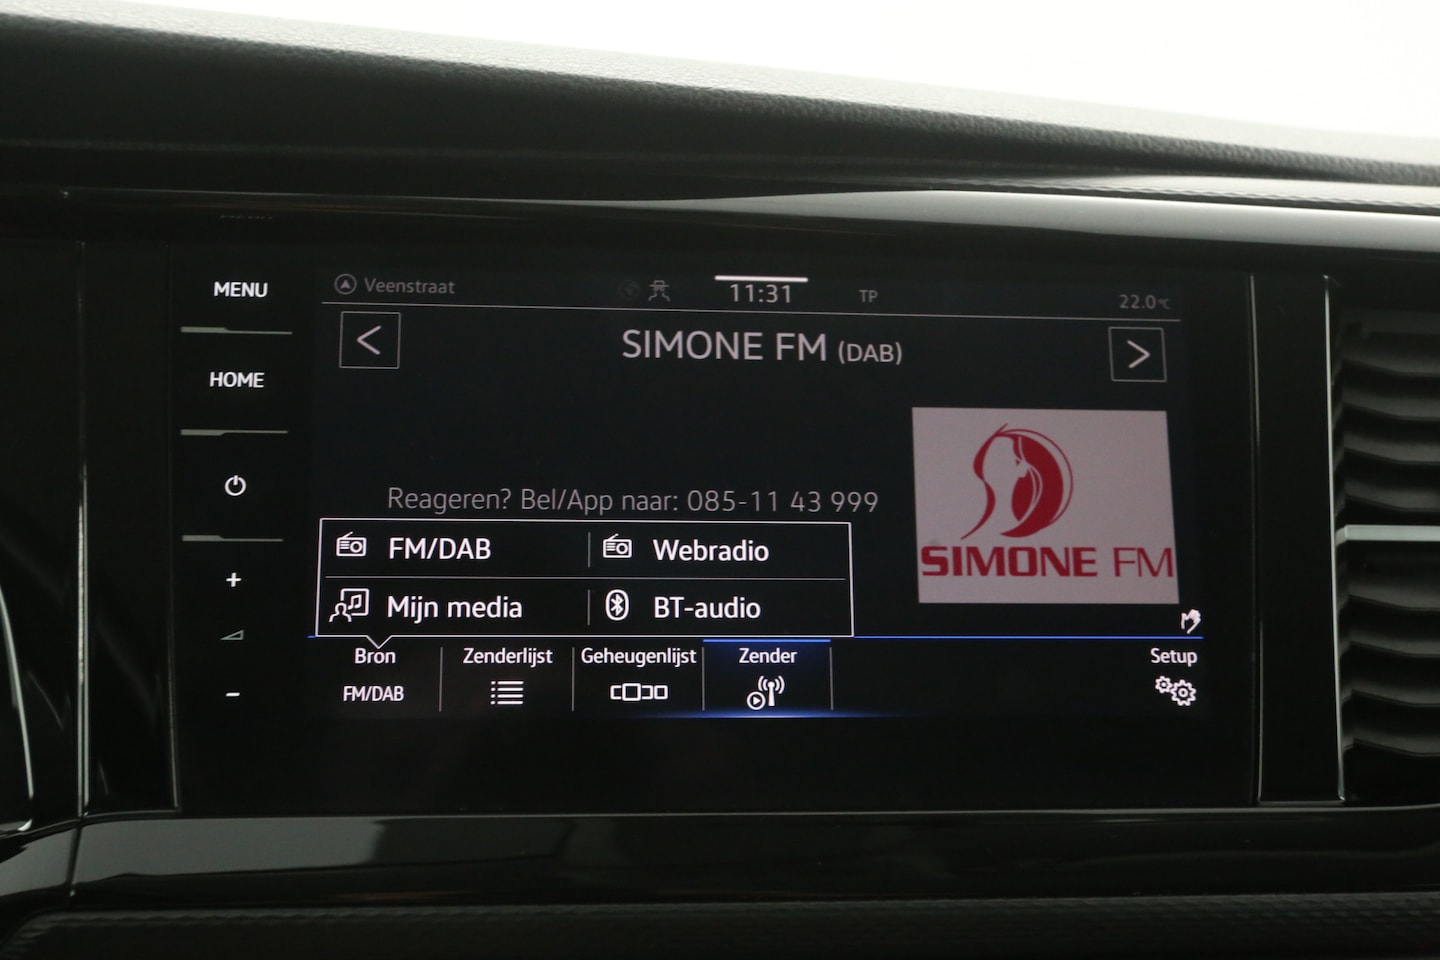 MENU
HOME
+
-
Veenstraat
11:31
TP
22.0°C
<
SIMONE FM (DAB)
>
Reageren? Bel/App naar: 085-11 43 999
SIMONE FM
FM/DAB
Webradio
Mijn media
BT-audio
Bron
Zenderlijst
Geheugenlijst
Zender
Setup
FM/DAB